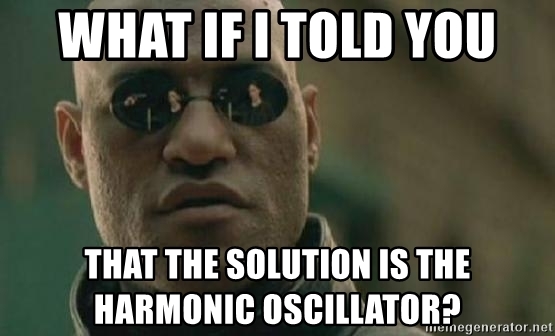 WHAT IF I TOLD YOU
THAT THE SOLUTION IS THE
HARMONIC OSCILLATOR?
memegenerator.net